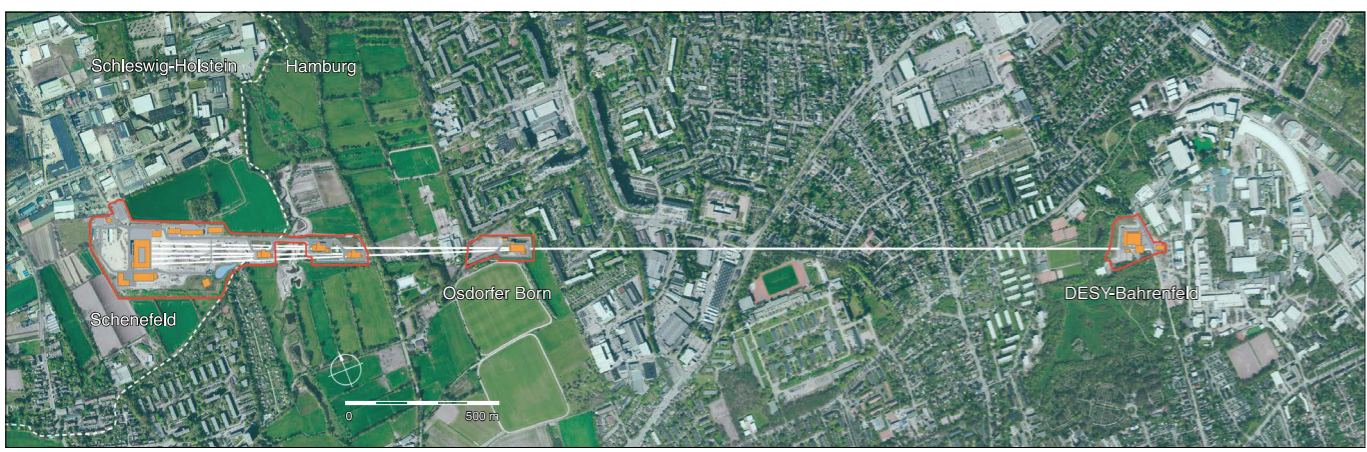 Schleswig-Holstein
Hamburg
Schenefeld
Osdorfer Born
DESY-Bahrenfeld
0
500 m